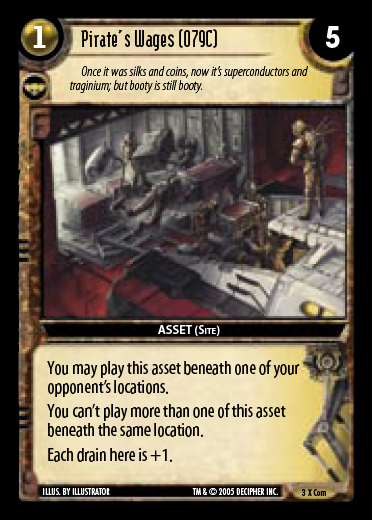 1 Pirate's Wages (079C) 5
Once it was silks and coins, now it's superconductors and
traginium; but booty is still booty.
ASSET (SITE)
You may play this asset beneath one of your
opponent's locations.
You can't play more than one of this asset
beneath the same location.
Each drain here is +1.
ILLUS. BY ILLUSTRATOR TM & © 2005 DECIPHER INC. 3 X Com